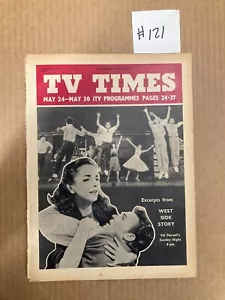 #121
TV TIMES
MAY 24—MAY 30 ITV PROGRAMMES PAGES 24-37
Excerpts from
WEST
SIDE
STORY
Val Parnell's
Sunday Night
8 pm